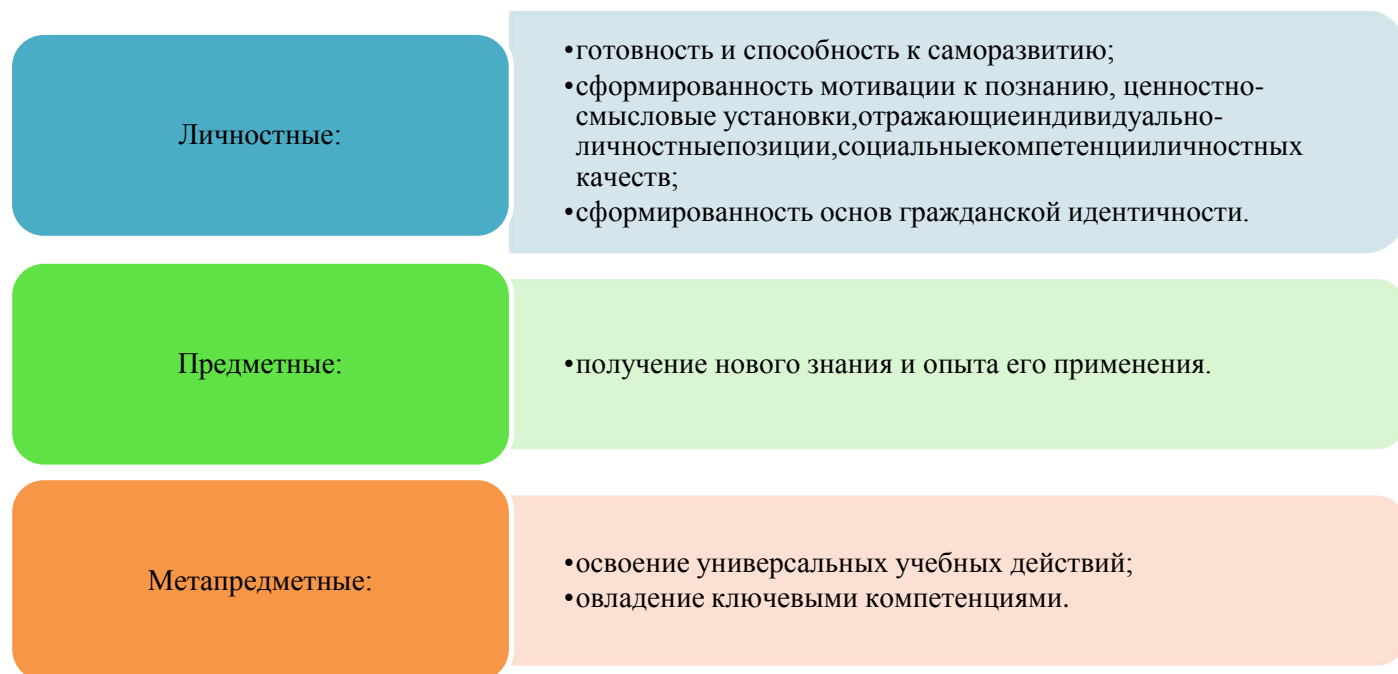 Личностные:
•готовность и способность к саморазвитию;
•сформированность мотивации к познанию, ценностно-
смысловые установки,отражающиеиндивидуально-
личностныепозиции,социальныекомпетенцииличностных
качеств;
•сформированность основ гражданской идентичности.
Предметные:
•получение нового знания и опыта его применения.
Метапредметные:
•освоение универсальных учебных действий;
•овладение ключевыми компетенциями.